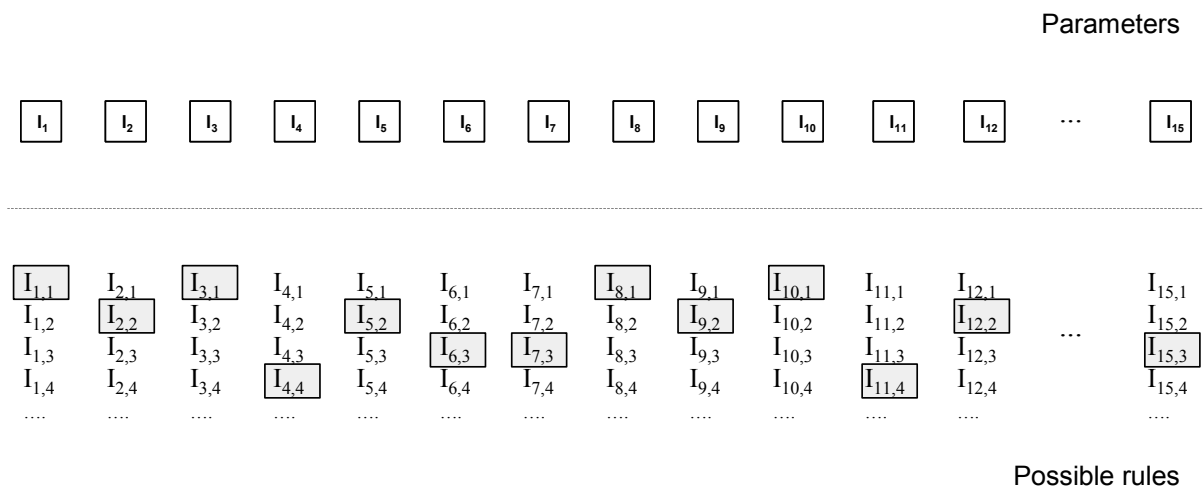 Parameters
I₁ I₂ I₃ I₄ I₅ I₆ I₇ I₈ I₉ I₁₀ I₁₁ I₁₂ ... I₁₅
I₁,₁ I₂,₁ I₃,₁ I₄,₁ I₅,₁ I₆,₁ I₇,₁ I₈,₁ I₉,₁ I₁₀,₁ I₁₁,₁ I₁₂,₁ I₁₅,₁
I₁,₂ I₂,₂ I₃,₂ I₄,₂ I₅,₂ I₆,₂ I₇,₂ I₈,₂ I₉,₂ I₁₀,₂ I₁₁,₂ I₁₂,₂ ... I₁₅,₂
I₁,₃ I₂,₃ I₃,₃ I₄,₃ I₅,₃ I₆,₃ I₇,₃ I₈,₃ I₉,₃ I₁₀,₃ I₁₁,₃ I₁₂,₃ I₁₅,₃
I₁,₄ I₂,₄ I₃,₄ I₄,₄ I₅,₄ I₆,₄ I₇,₄ I₈,₄ I₉,₄ I₁₀,₄ I₁₁,₄ I₁₂,₄ I₁₅,₄
.... .... .... .... .... .... .... .... .... .... .... .... ....
Possible rules